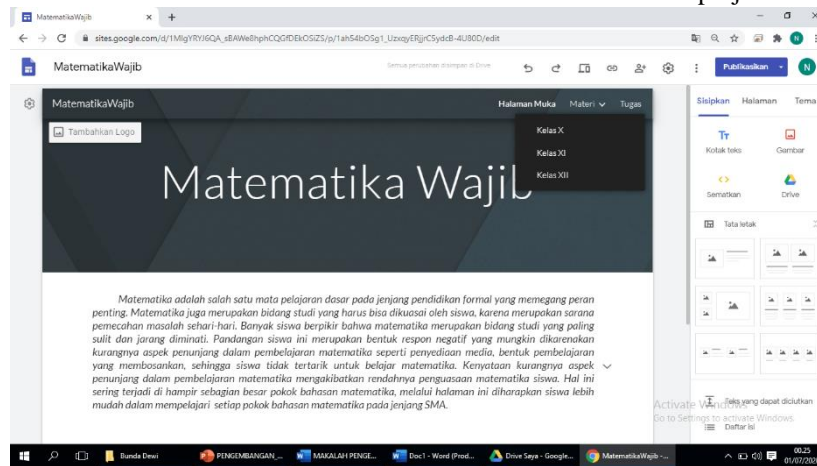 MatematikaWajib
sites.google.com/d/1MlgYRYJ6QA_sBAWe8hphCQGfDEkOSiZS/p/1ah54bOSg1_UzxqyERjjrC5ydcB-4U80D/edit
MatematikaWajib
Semua perubahan disimpan di Drive
Publikasikan
N
MatematikaWajib
Halaman Muka Materi Tugas
Tambahkan Logo
Kelas X
Kelas XI
Kelas XII
Matematika Wajib
Matematika adalah salah satu mata pelajaran dasar pada jenjang pendidikan formal yang memegang peran
penting. Matematika juga merupakan bidang studi yang harus bisa dikuasai oleh siswa, karena merupakan sarana
pemecahan masalah sehari-hari. Banyak siswa berpikir bahwa matematika merupakan bidang studi yang paling
sulit dan jarang diminati. Pandangan siswa ini merupakan bentuk respon negatif yang mungkin dikarenakan
kurangnya aspek penunjang dalam pembelajaran matematika seperti penyediaan media, bentuk pembelajaran
yang membosankan, sehingga siswa tidak tertarik untuk belajar matematika. Kenyataan kurangnya aspek
penunjang dalam pembelajaran matematika mengakibatkan rendahnya penguasaan matematika siswa. Hal ini
sering terjadi di hampir sebagian besar pokok bahasan matematika, melalui halaman ini diharapkan siswa lebih
mudah dalam mempelajari setiap pokok bahasan matematika pada jenjang SMA.
Sisipkan Halaman Tema
Kotak teks Gambar
Sematkan Drive
Tata letak
Teks yang dapat diciutkan
Daftar isi
Activate Windows
Go to Settings to activate Windows.
Bunda Dewi
PENGEMBANGAN_...
MAKALAH PENGE...
Doc1 - Word (Prod...
Drive Saya - Google...
MatematikaWajib -...
00.25